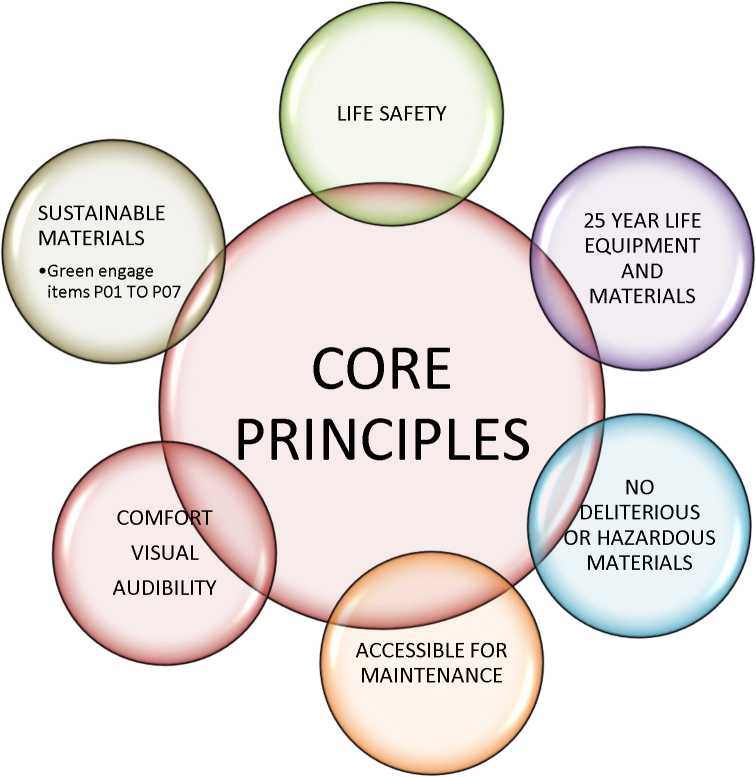 LIFE SAFETY
25 YEAR LIFE
EQUIPMENT
AND
MATERIALS
NO
DELITERIOUS
OR HAZARDOUS
MATERIALS
ACCESSIBLE FOR
MAINTENANCE
COMFORT
VISUAL
AUDIBILITY
SUSTAINABLE
MATERIALS
•Green engage
items P01 TO P07
CORE
PRINCIPLES